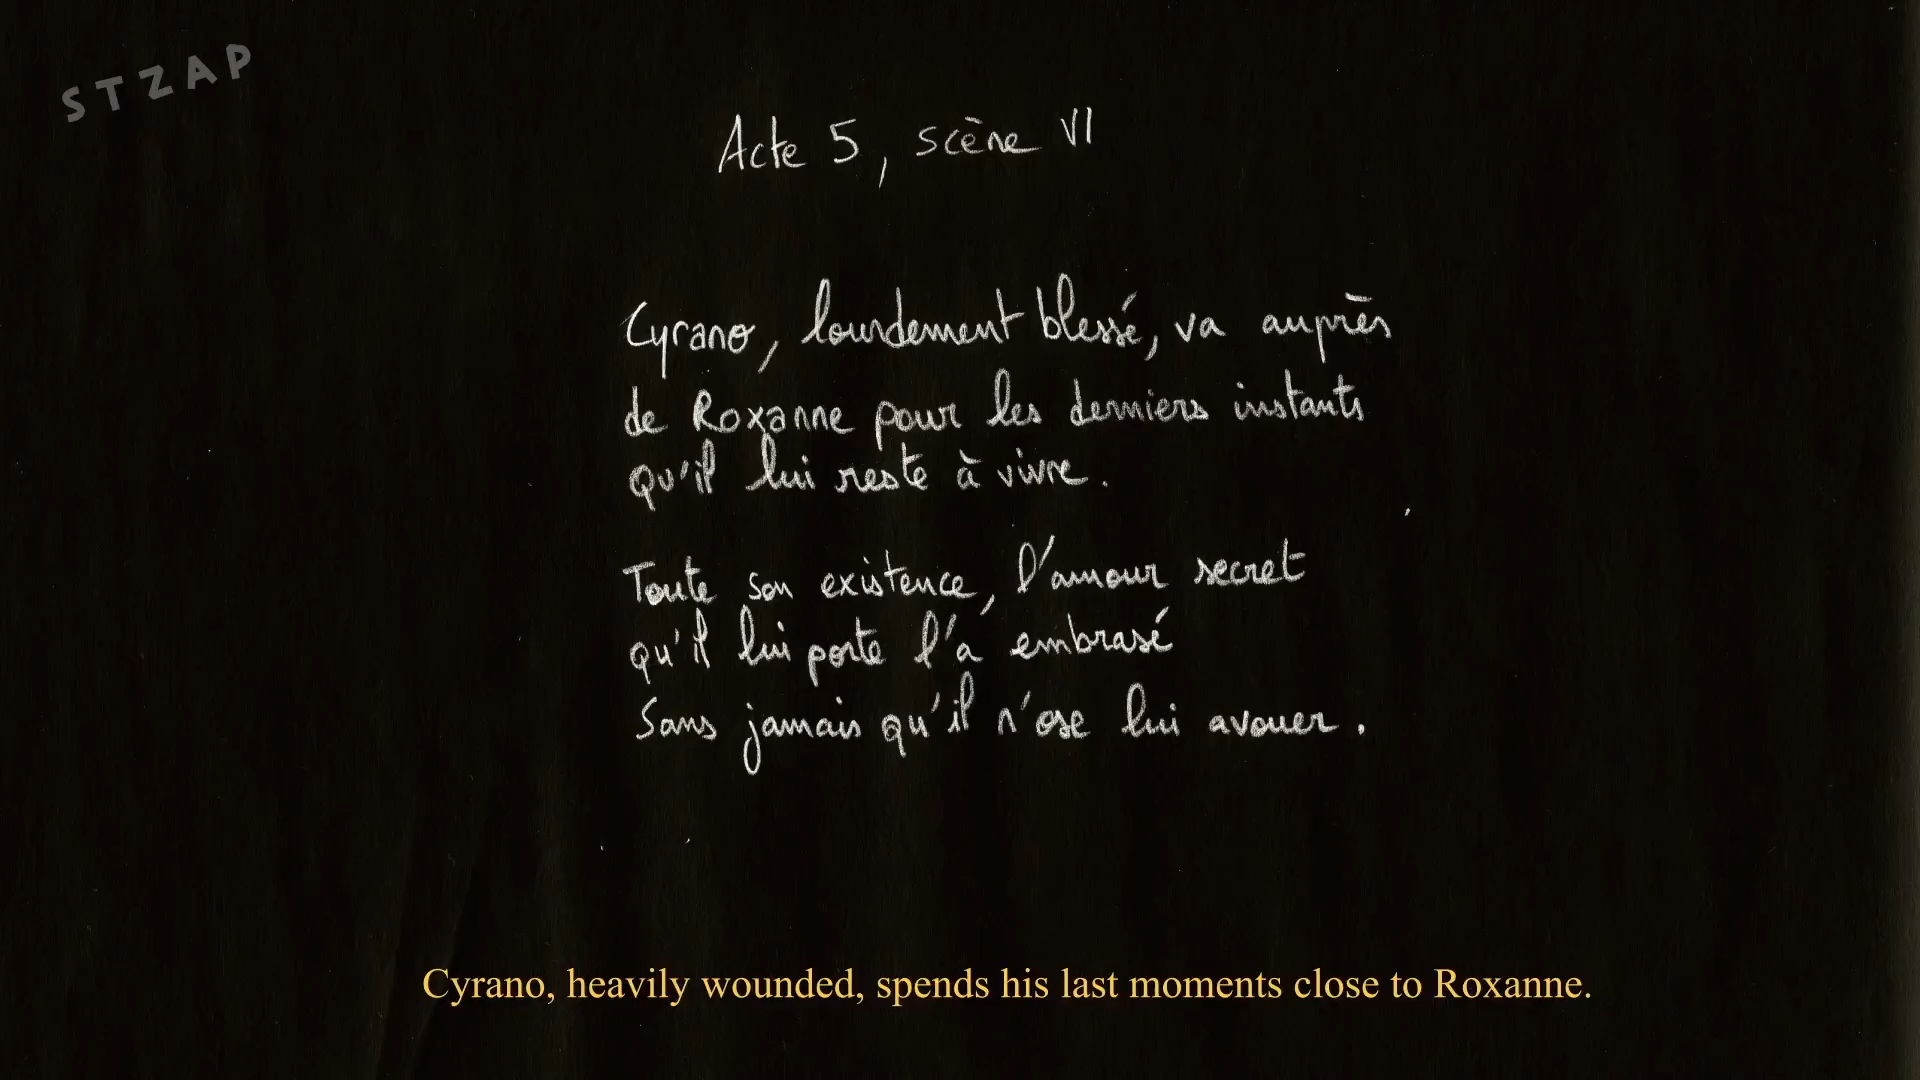 STZAP
Acte 5, scène VI
Cyrano, lourdement blessé, va auprès
de Roxanne pour les derniers instants
qu'il lui reste à vivre.
Toute son existence, l'amour secret
qu'il lui porte l'a embrasé
Sans jamais qu'il n'ose lui avouer.
Cyrano, heavily wounded, spends his last moments close to Roxanne.